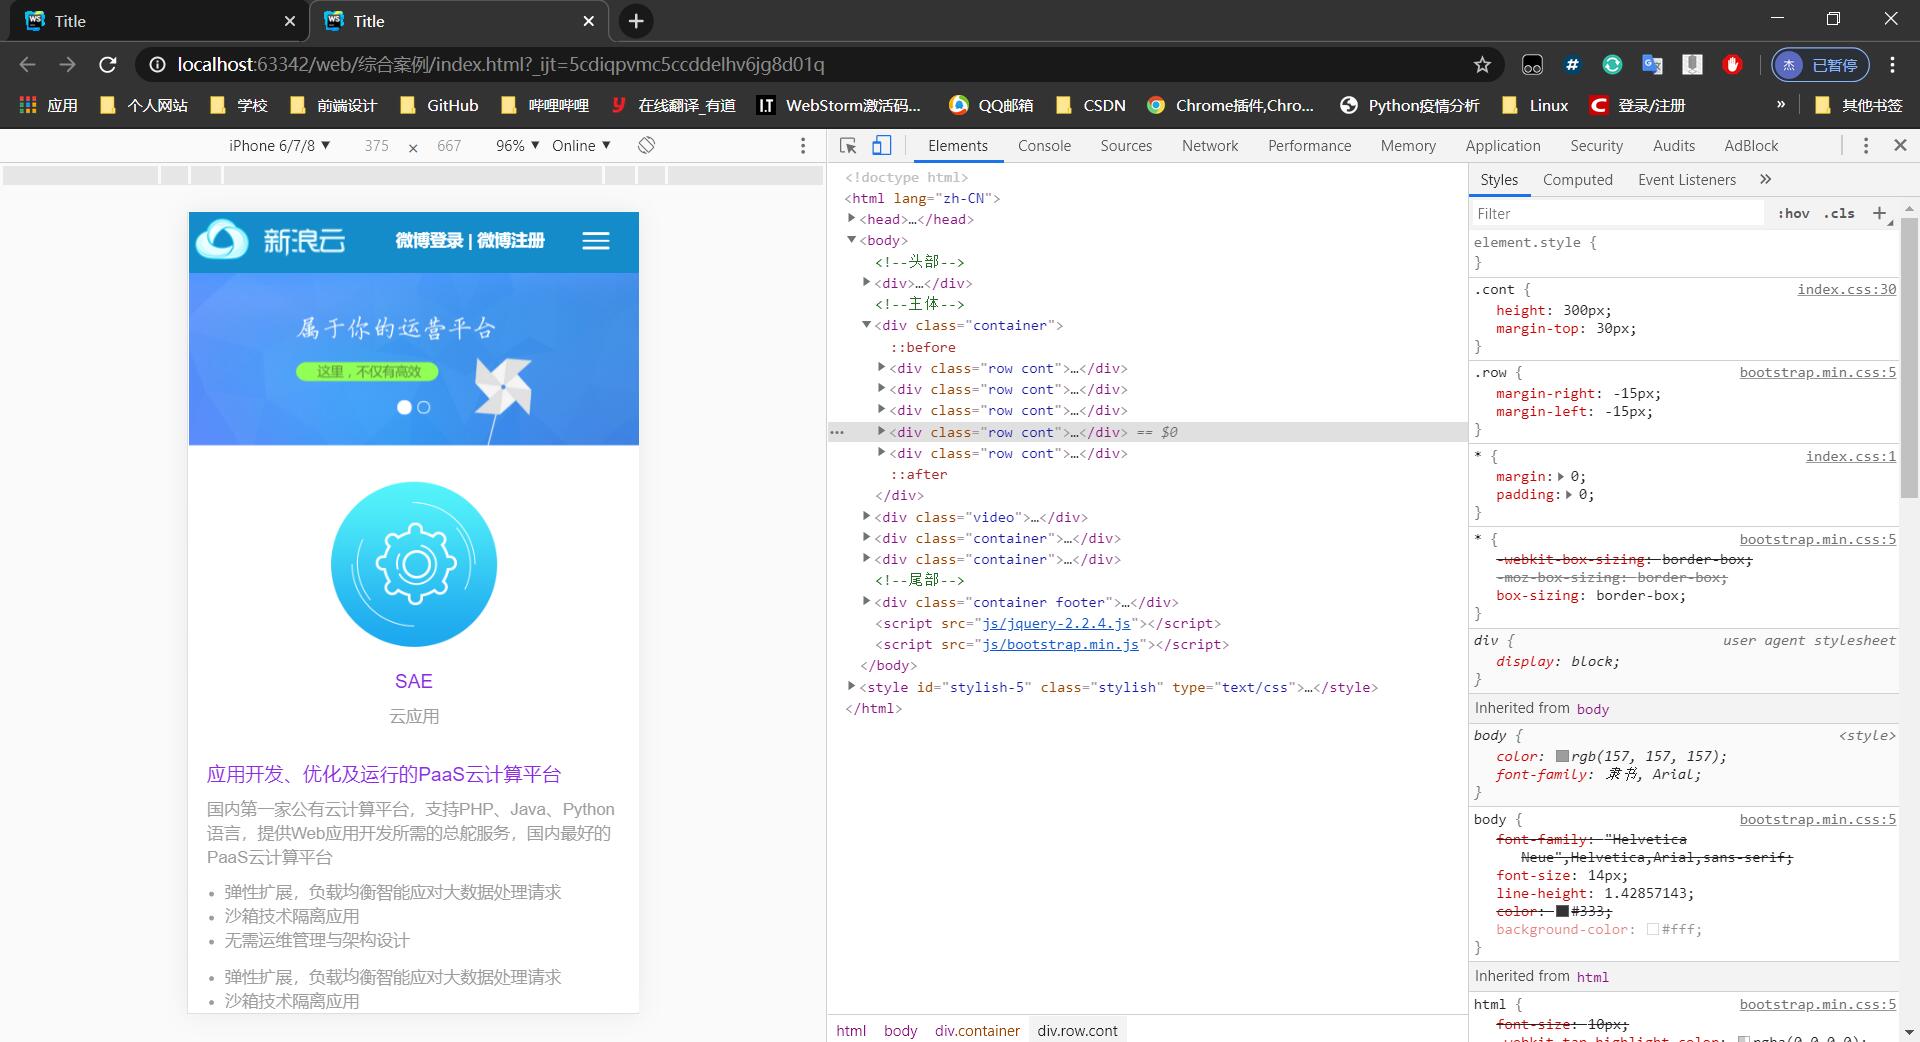 Title
Title
localhost:63342/web/综合案例/index.html?_ijt=5cdiqpvmc5ccddelhv6jg8d01q
杰 已暂停
应用 个人网站 学校 前端设计 GitHub 哔哩哔哩 在线翻译_有道 WebStorm激活码... QQ邮箱 CSDN Chrome插件,Chro... Python疫情分析 Linux 登录/注册 » 其他书签
iPhone 6/7/8 ▼ 375 × 667 96% ▼ Online ▼
新浪云 微博登录 | 微博注册
属于你的运营平台
这里，不仅有高效
SAE
云应用
应用开发、优化及运行的PaaS云计算平台
国内第一家公有云计算平台，支持PHP、Java、Python
语言，提供Web应用开发所需的总舵服务，国内最好的
PaaS云计算平台
• 弹性扩展，负载均衡智能应对大数据处理请求
• 沙箱技术隔离应用
• 无需运维管理与架构设计
• 弹性扩展，负载均衡智能应对大数据处理请求
• 沙箱技术隔离应用
Elements Console Sources Network Performance Memory Application Security Audits AdBlock
<!doctype html>
<html lang="zh-CN">
<head>…</head>
<body>
<!--头部-->
<div>…</div>
<!--主体-->
<div class="container">
::before
<div class="row cont">…</div>
<div class="row cont">…</div>
<div class="row cont">…</div>
<div class="row cont">…</div> == $0
<div class="row cont">…</div>
::after
</div>
<div class="video">…</div>
<div class="container">…</div>
<div class="container">…</div>
<!--尾部-->
<div class="container footer">…</div>
<script src="js/jquery-2.2.4.js"></script>
<script src="js/bootstrap.min.js"></script>
</body>
<style id="stylish-5" class="stylish" type="text/css">…</style>
</html>
html body div.container div.row.cont
Styles Computed Event Listeners »
Filter :hov .cls +
element.style {
}
.cont { index.css:30
height: 300px;
margin-top: 30px;
}
.row { bootstrap.min.css:5
margin-right: -15px;
margin-left: -15px;
}
* { index.css:1
margin: 0;
padding: 0;
}
* { bootstrap.min.css:5
-webkit-box-sizing: border-box;
-moz-box-sizing: border-box;
box-sizing: border-box;
}
div { user agent stylesheet
display: block;
}
Inherited from body
body { <style>
color: rgb(157, 157, 157);
font-family: 隶书, Arial;
}
body { bootstrap.min.css:5
font-family: "Helvetica
Neue",Helvetica,Arial,sans-serif;
font-size: 14px;
line-height: 1.42857143;
color: #333;
background-color: #fff;
}
Inherited from html
html { bootstrap.min.css:5
font-size: 10px;
-webkit-tap-highlight-color: rgba(0,0,0,0);